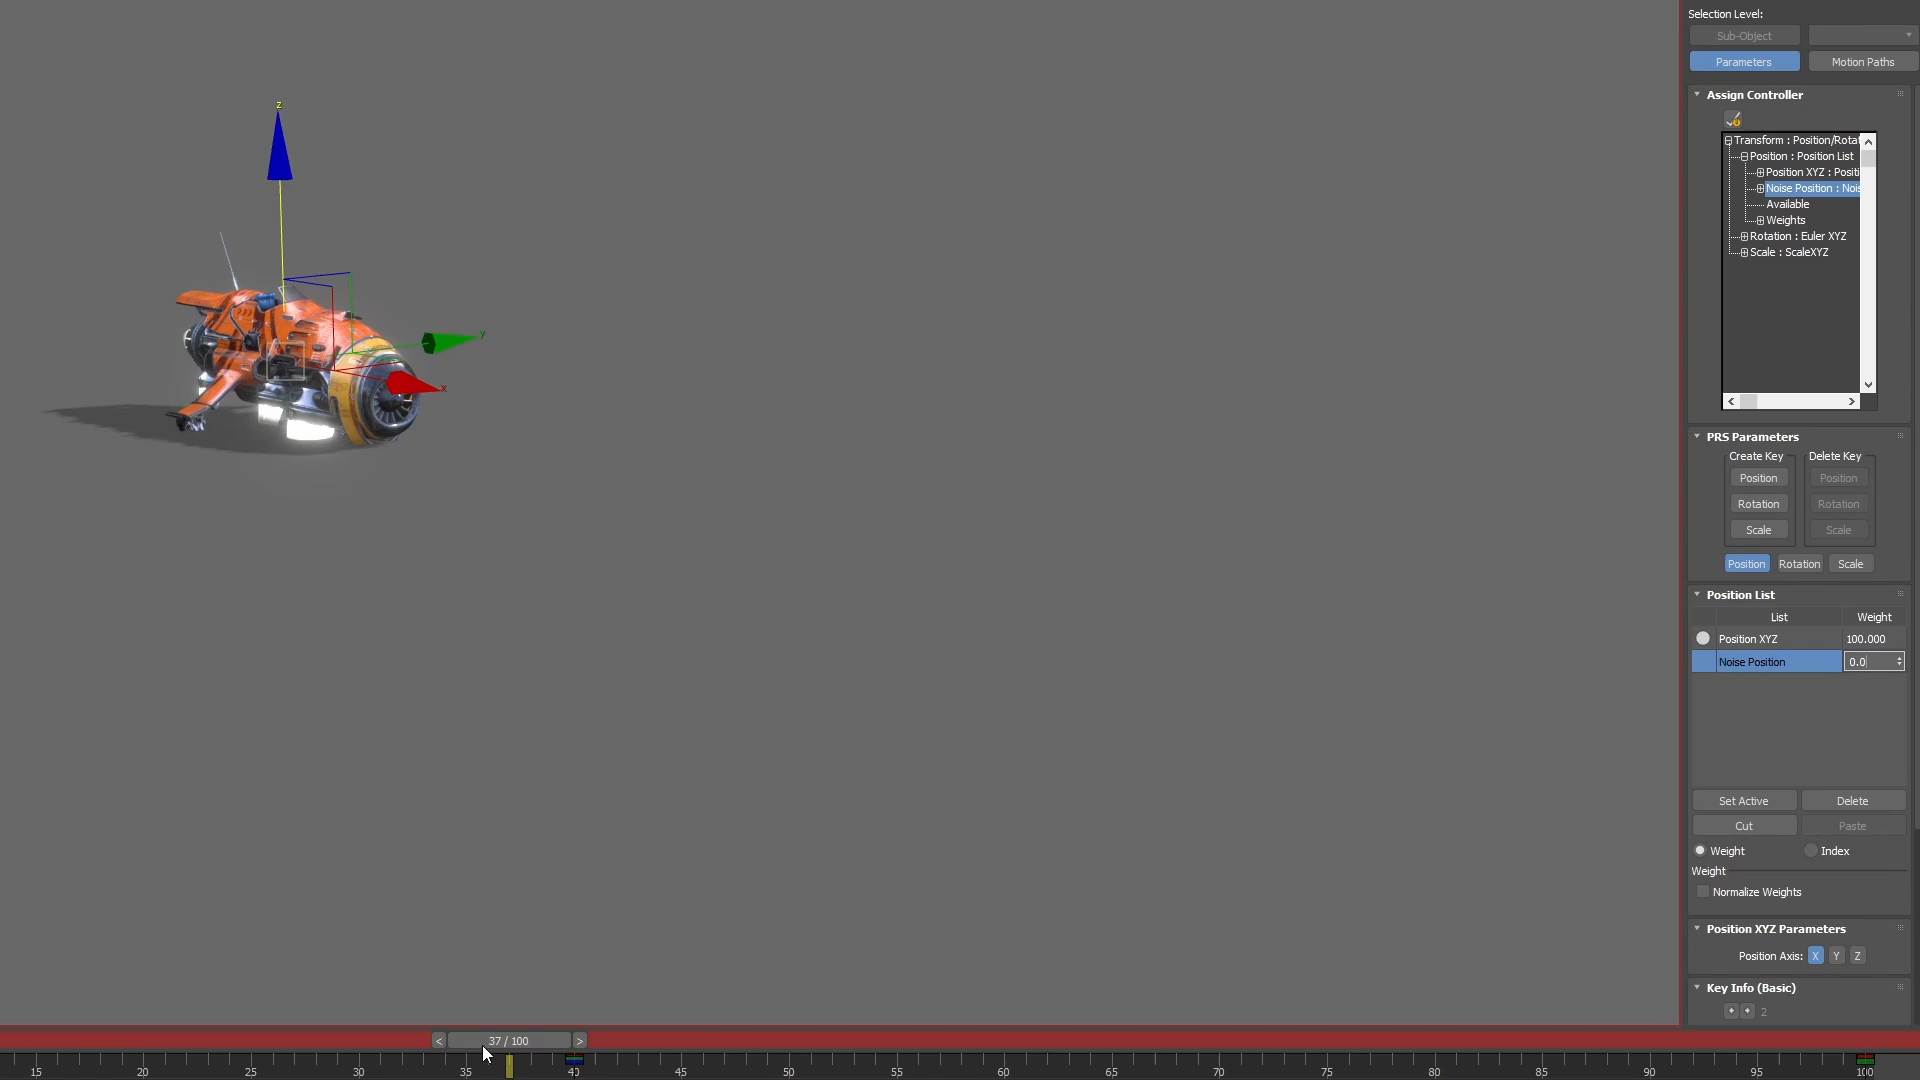 Selection Level:
Sub-Object
Parameters
Motion Paths
Assign Controller
Transform : Position/Rotat
Position : Position List
Position XYZ : Positi
Noise Position : Nois
Available
Weights
Rotation : Euler XYZ
Scale : ScaleXYZ
PRS Parameters
Create Key
Delete Key
Position
Position
Rotation
Rotation
Scale
Scale
Position
Rotation
Scale
Position List
List
Weight
Position XYZ
100.000
Noise Position
0.0
Set Active
Delete
Cut
Paste
Weight
Index
Weight
Normalize Weights
Position XYZ Parameters
Position Axis:
X
Y
Z
Key Info (Basic)
2
z
y
x
< 37 / 100 >
15 20 25 30 35 40 45 50 55 60 65 70 75 80 85 90 95 100